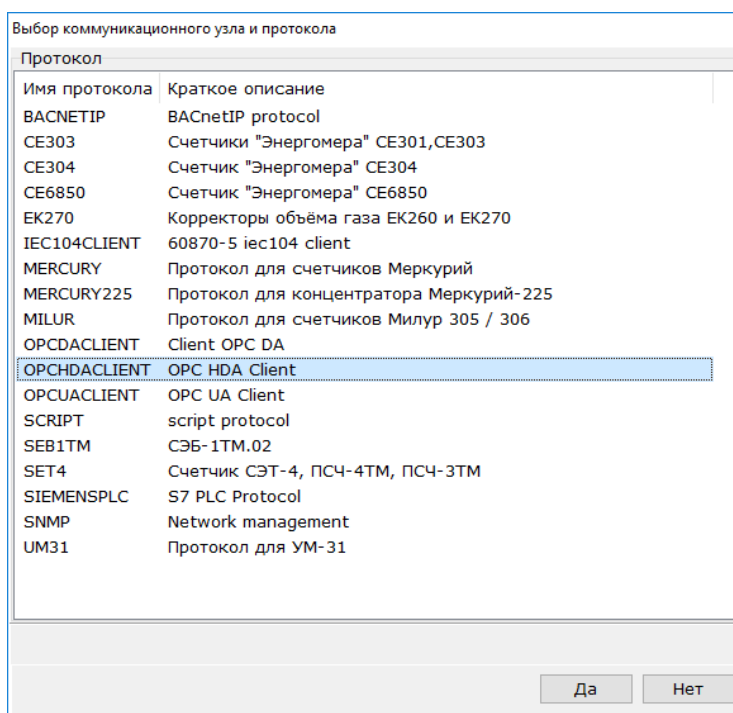 Выбор коммуникационного узла и протокола
Протокол
Имя протокола Краткое описание
BACNETIP BACnetIP protocol
CE303 Счетчики "Энергомера" CE301,CE303
CE304 Счетчик "Энергомера" CE304
CE6850 Счетчик "Энергомера" CE6850
EK270 Корректоры объёма газа EK260 и EK270
IEC104CLIENT 60870-5 iec104 client
MERCURY Протокол для счетчиков Меркурий
MERCURY225 Протокол для концентратора Меркурий-225
MILUR Протокол для счетчиков Милур 305 / 306
OPCDACLIENT Client OPC DA
OPCHDACLIENT OPC HDA Client
OPCUACLIENT OPC UA Client
SCRIPT script protocol
SEB1TM СЭБ-1ТМ.02
SET4 Счетчик СЭТ-4, ПСЧ-4ТМ, ПСЧ-3ТМ
SIEMENSPLC S7 PLC Protocol
SNMP Network management
UM31 Протокол для УМ-31
Да Нет